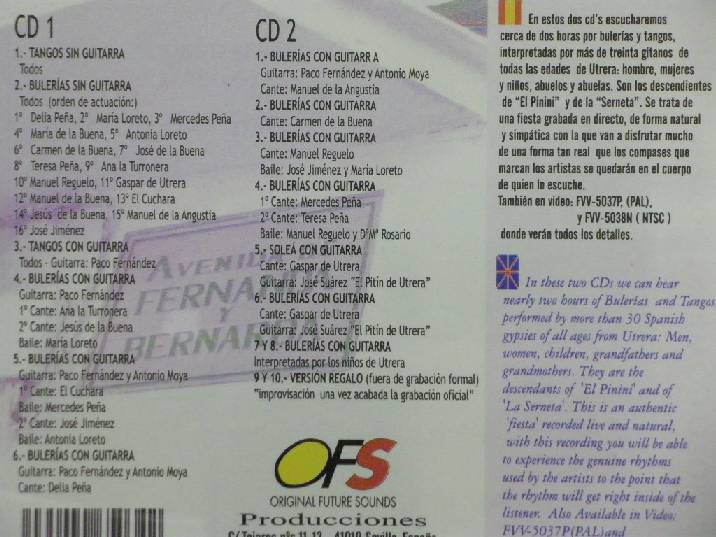 CD 1
1.- TANGOS SIN GUITARRA
Todos
2.- BULERÍAS SIN GUITARRA
Todos (orden de actuación:)
1º Delia Peña, 2º María Loreto, 3º Mercedes Peña
4º María de la Buena, 5º Antonia Loreto
6º Carmen de la Buena, 7º José de la Buena
8º Teresa Peña, 9º Ana la Turronera
10º Manuel Reguelo, 11º Gaspar de Utrera
12º Manuel de la Buena, 13º El Cuchara
14º Jesús de la Buena, 15º Manuel de la Angustia
16º José Jiménez
3.- TANGOS CON GUITARRA
Todos - Guitarra: Paco Fernández
4.- BULERÍAS CON GUITARRA
Guitarra: Paco Fernández
1º Cante: Ana la Turronera
2º Cante: Jesús de la Buena
Baile: María Loreto
5.- BULERÍAS CON GUITARRA
Guitarra: Paco Fernández y Antonio Moya
1º Cante: El Cuchara
Baile: Mercedes Peña
2º Cante: José Jiménez
Baile: Antonia Loreto
6.- BULERÍAS CON GUITARRA
Guitarra: Paco Fernández y Antonio Moya
Cante: Delia Peña
AVENIDA
FERNAN
Y
BERNAR
CD 2
1.- BULERÍAS CON GUITARRA
Guitarra: Paco Fernández y Antonio Moya
Cante: Manuel de la Angustia
2.- BULERÍAS CON GUITARRA
Cante: Carmen de la Buena
3.- BULERÍAS CON GUITARRA
Cante: Manuel Reguelo
Baile: José Jiménez y María Loreto
4.- BULERÍAS CON GUITARRA
1º Cante: Mercedes Peña
2º Cante: Teresa Peña
Baile: Manuel Reguelo y Dª Mª Rosario
5.- SOLEÁ CON GUITARRA
Cante: Gaspar de Utrera
Guitarra: José Suárez "El Pitín de Utrera"
6.- BULERÍAS CON GUITARRA
Cante: Gaspar de Utrera
Guitarra: José Suárez "El Pitín de Utrera"
7 Y 8.- BULERÍAS CON GUITARRA
Interpretadas por los niños de Utrera
9 Y 10.- VERSIÓN REGALO (fuera de grabación formal)
"improvisación una vez acabada la grabación oficial"
OFS
ORIGINAL FUTURE SOUNDS
Producciones
41010 Sevilla España
En estos dos cd's escucharemos
cerca de dos horas por bulerías y tangos,
interpretadas por más de treinta gitanos de
todas las edades de Utrera: hombre, mujeres
y niños, abuelos y abuelas. Son los descendientes
de "El Pinini" y de la "Serneta". Se trata de
una fiesta grabada en directo, de forma natural
y simpática con la que van a disfrutar mucho
de una forma tan real que los compases que
marcan los artistas se quedarán en el cuerpo
de quien lo escuche.
También en video: FVV-5037P. (PAL),
y FVV-5038N ( NTSC )
donde verán todos los detalles.
In these two CDs we can hear
nearly two hours of Bulerías and Tangos
performed by more than 30 Spanish
gypsies of all ages from Utrera: Men,
women, children, grandfathers and
grandmothers. They are the
descendants of 'El Pinini' and of
'La Serneta'. This is an authentic
'fiesta' recorded live and natural,
with this recording you will be able
to experience the genuine rhythms
used by the artists to the point that
the rhythm will get right inside of the
listener. Also Available in Video:
FVV-5037P(PAL)and